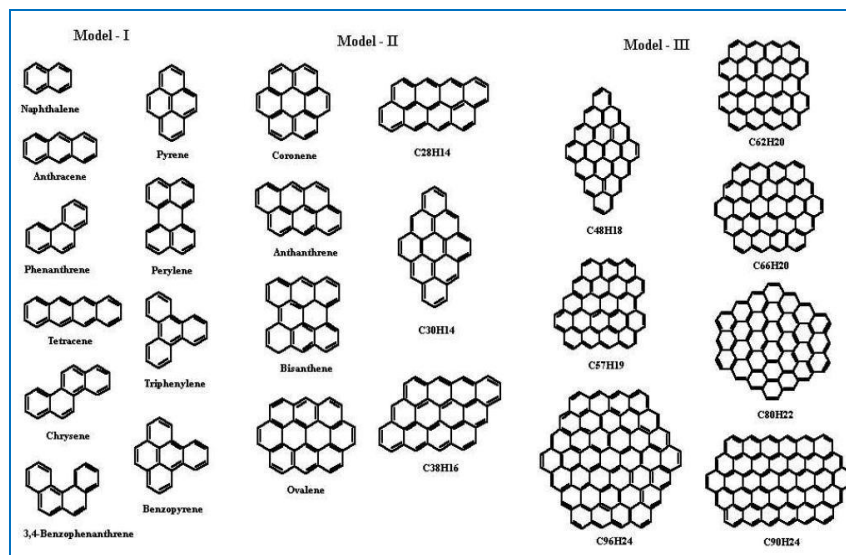 Model - I
Naphthalene
Anthracene
Phenanthrene
Tetracene
Chrysene
3,4-Benzophenanthrene
Pyrene
Perylene
Triphenylene
Benzopyrene
Model - II
Coronene
Anthanthrene
Bisanthene
Ovalene
C28H14
C30H14
C38H16
Model - III
C48H18
C57H19
C96H24
C62H20
C66H20
C80H22
C90H24